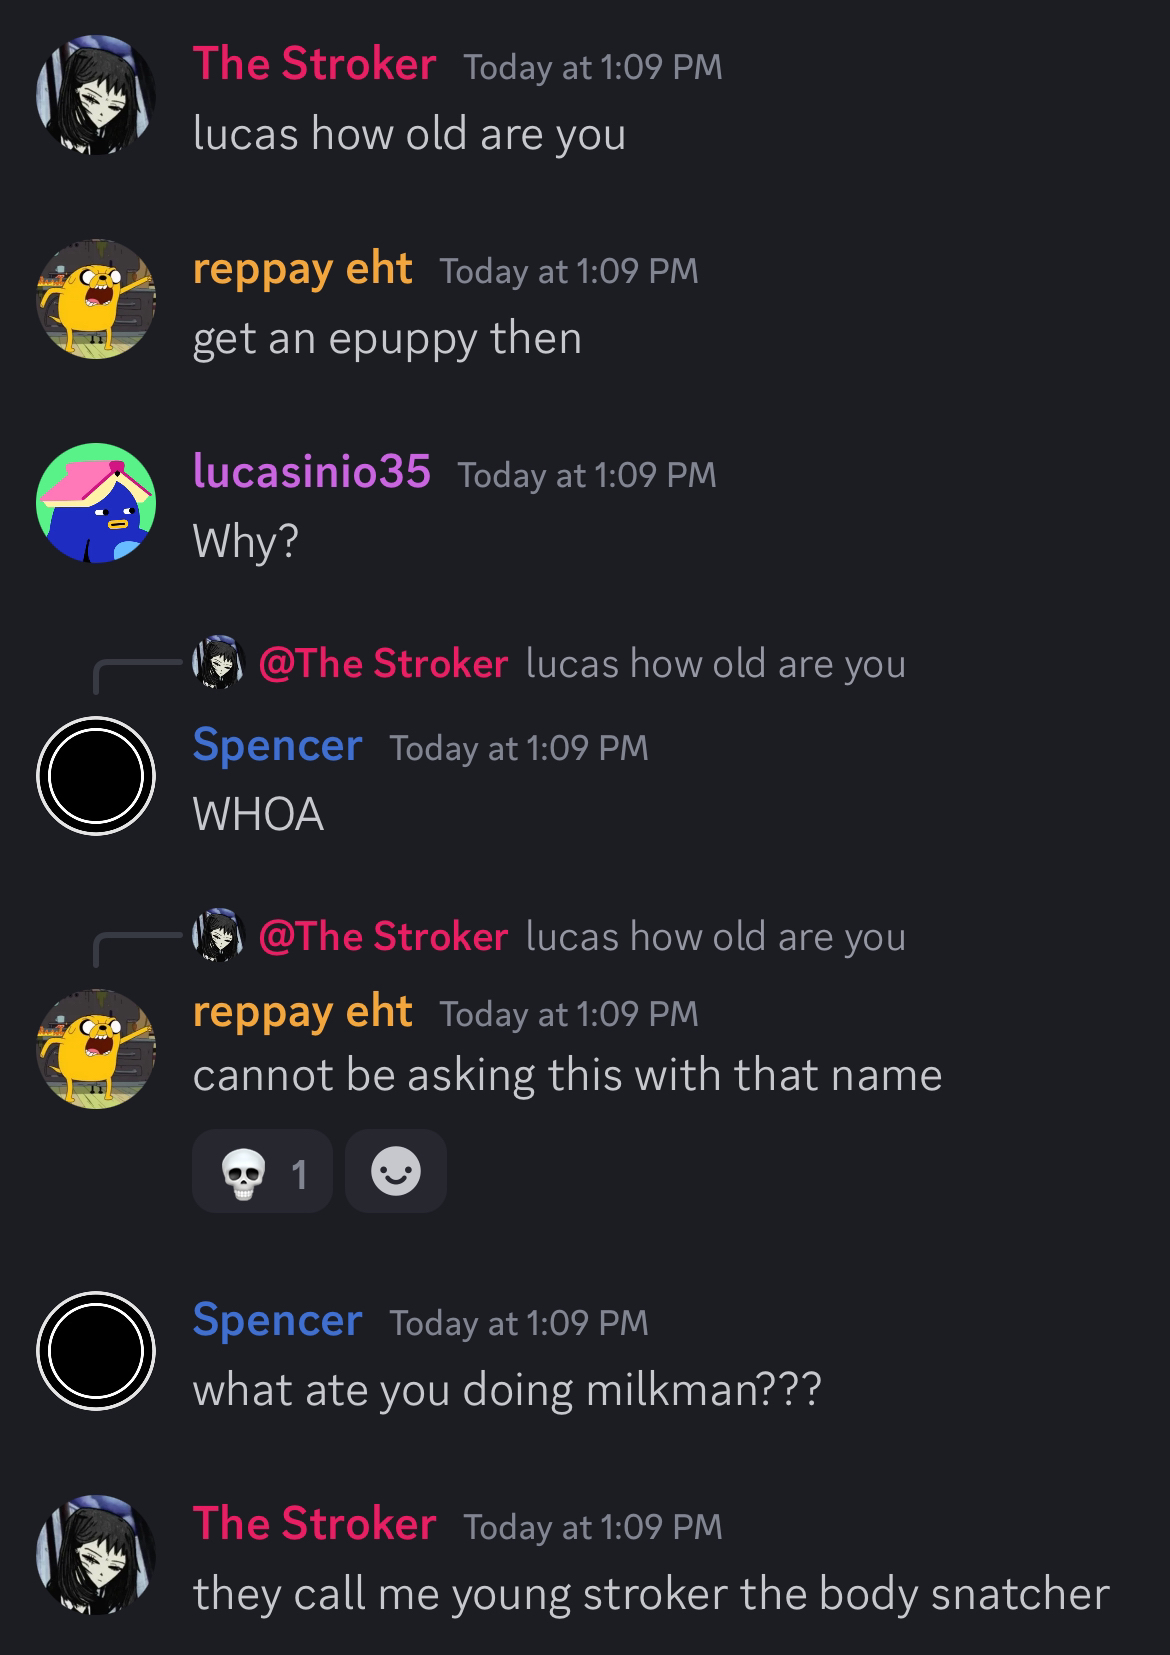 The Stroker Today at 1:09 PM
lucas how old are you
reppay eht Today at 1:09 PM
get an epuppy then
lucasinio35 Today at 1:09 PM
Why?
@The Stroker lucas how old are you
Spencer Today at 1:09 PM
WHOA
@The Stroker lucas how old are you
reppay eht Today at 1:09 PM
cannot be asking this with that name
💀 1
Spencer Today at 1:09 PM
what ate you doing milkman???
The Stroker Today at 1:09 PM
they call me young stroker the body snatcher